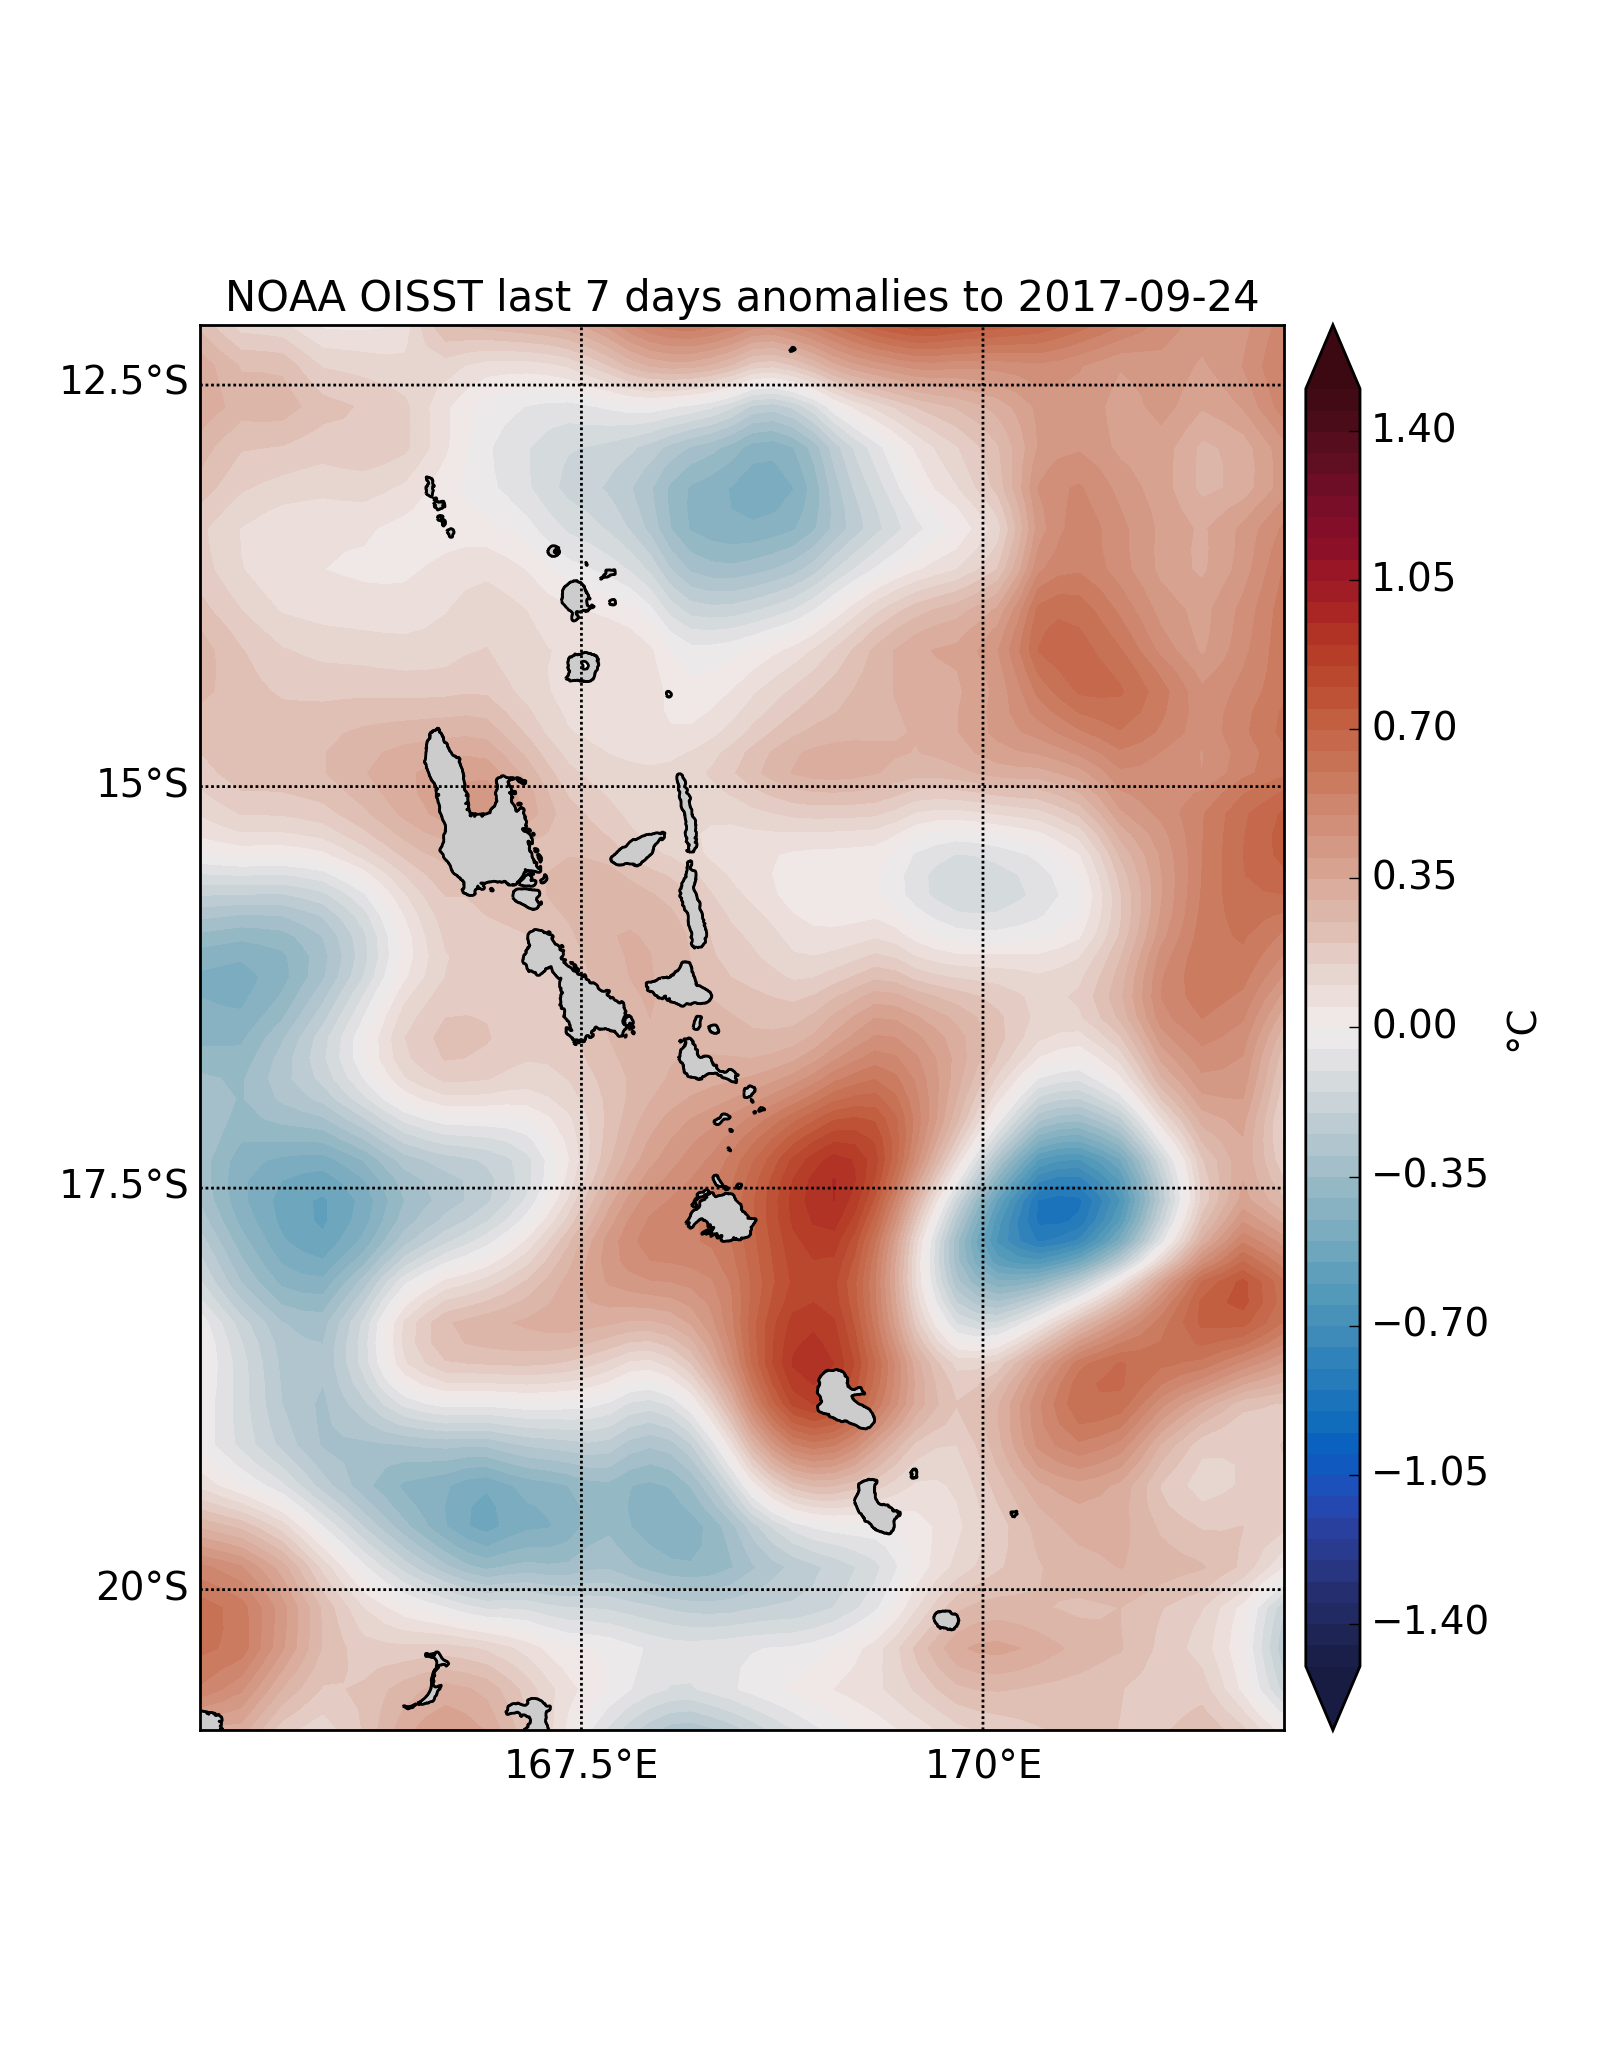 NOAA OISST last 7 days anomalies to 2017-09-24
12.5°S
15°S
17.5°S
20°S
167.5°E
170°E
1.40
1.05
0.70
0.35
0.00
−0.35
−0.70
−1.05
−1.40
°C